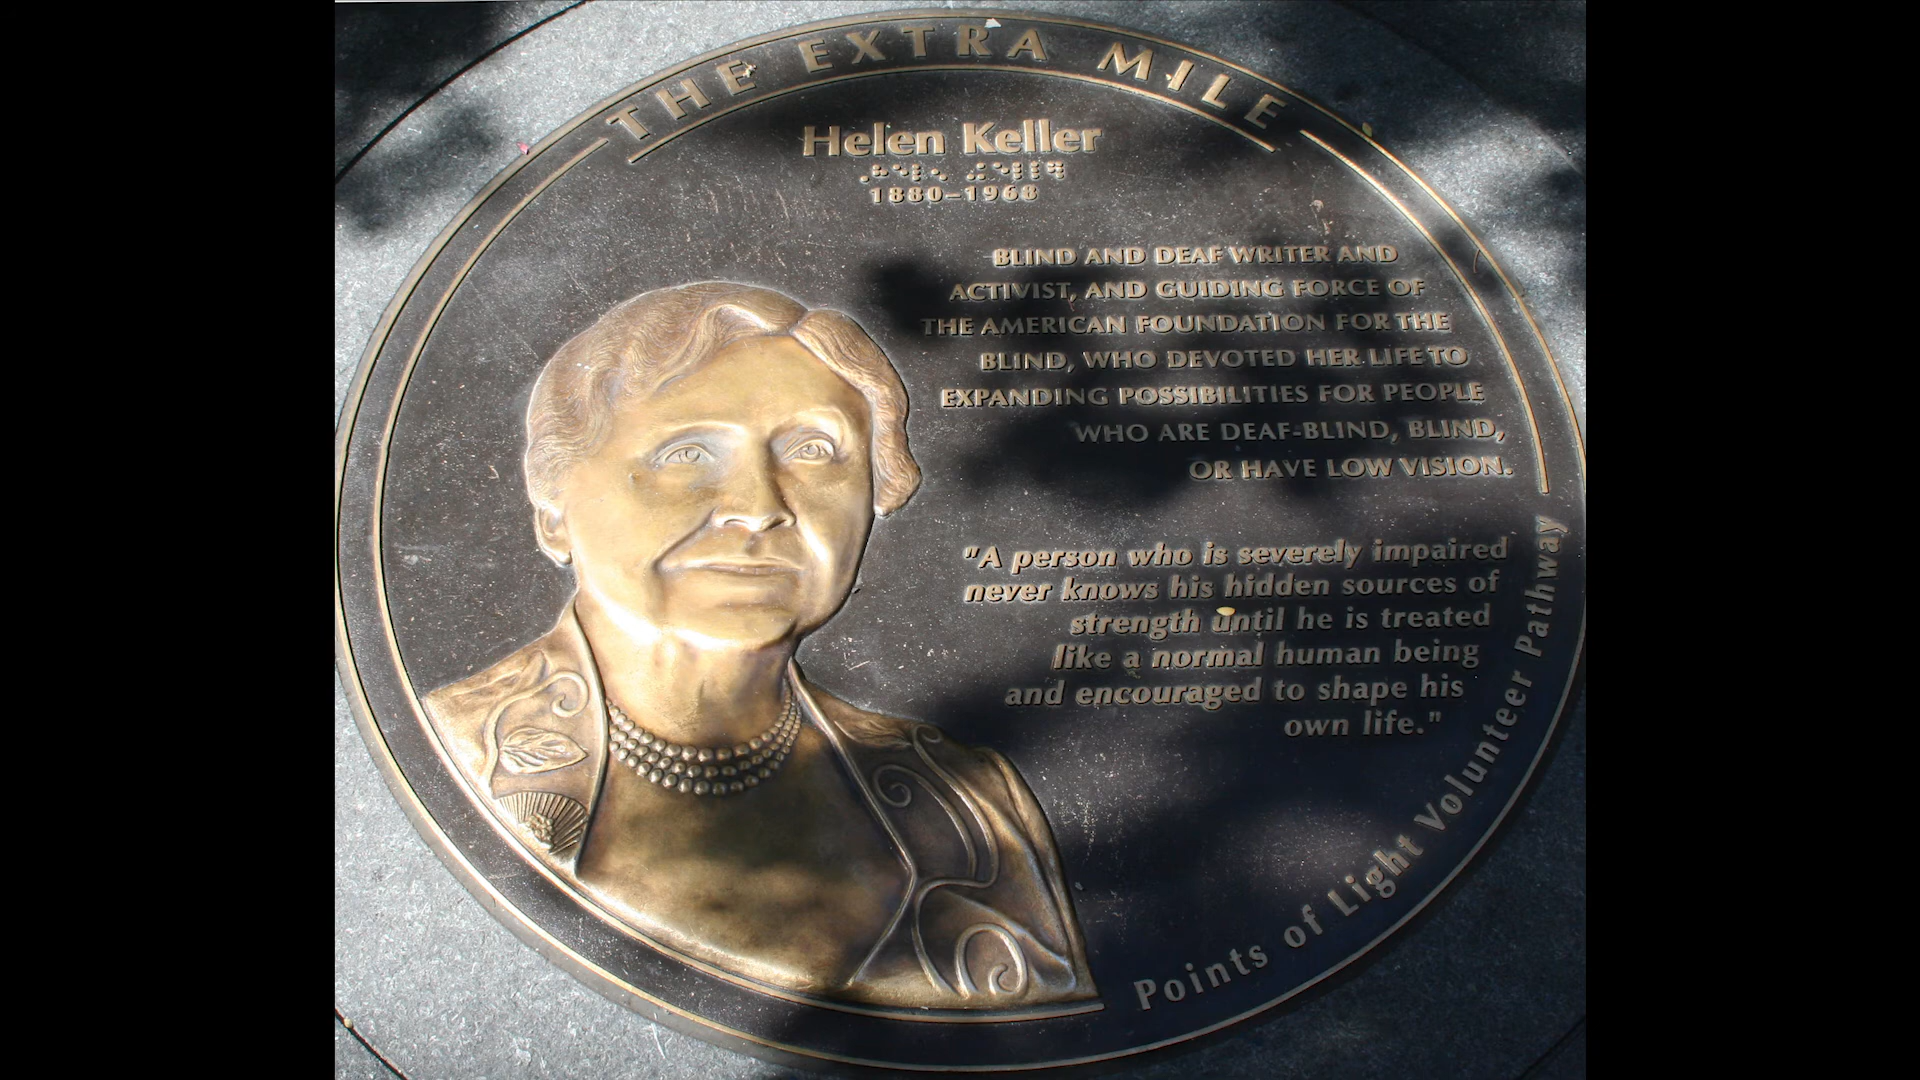 THE EXTRA MILE
Helen Keller
⠠⠓⠑⠇⠑⠝ ⠠⠅⠑⠇⠇⠻
1880–1968
BLIND AND DEAF WRITER AND
ACTIVIST, AND GUIDING FORCE OF
THE AMERICAN FOUNDATION FOR THE
BLIND, WHO DEVOTED HER LIFE TO
EXPANDING POSSIBILITIES FOR PEOPLE
WHO ARE DEAF-BLIND, BLIND,
OR HAVE LOW VISION.
"A person who is severely impaired
never knows his hidden sources of
strength until he is treated
like a normal human being
and encouraged to shape his
own life."
Points of Light Volunteer Pathway